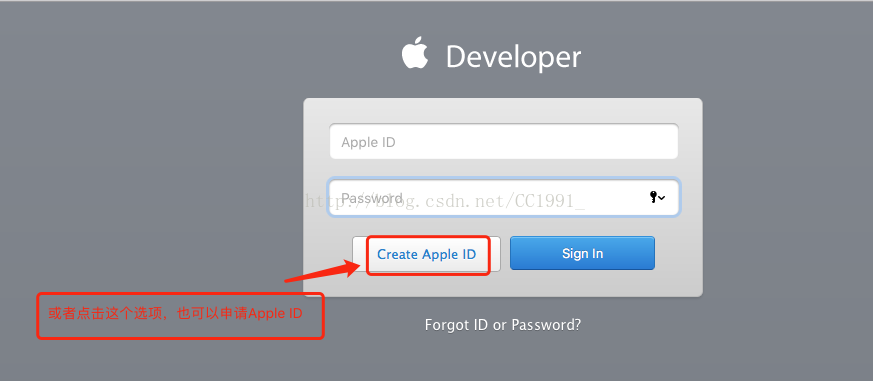 Developer
Apple ID
Password
http://blog.csdn.net/CC1991_
Create Apple ID
Sign In
或者点击这个选项，也可以申请Apple ID
Forgot ID or Password?